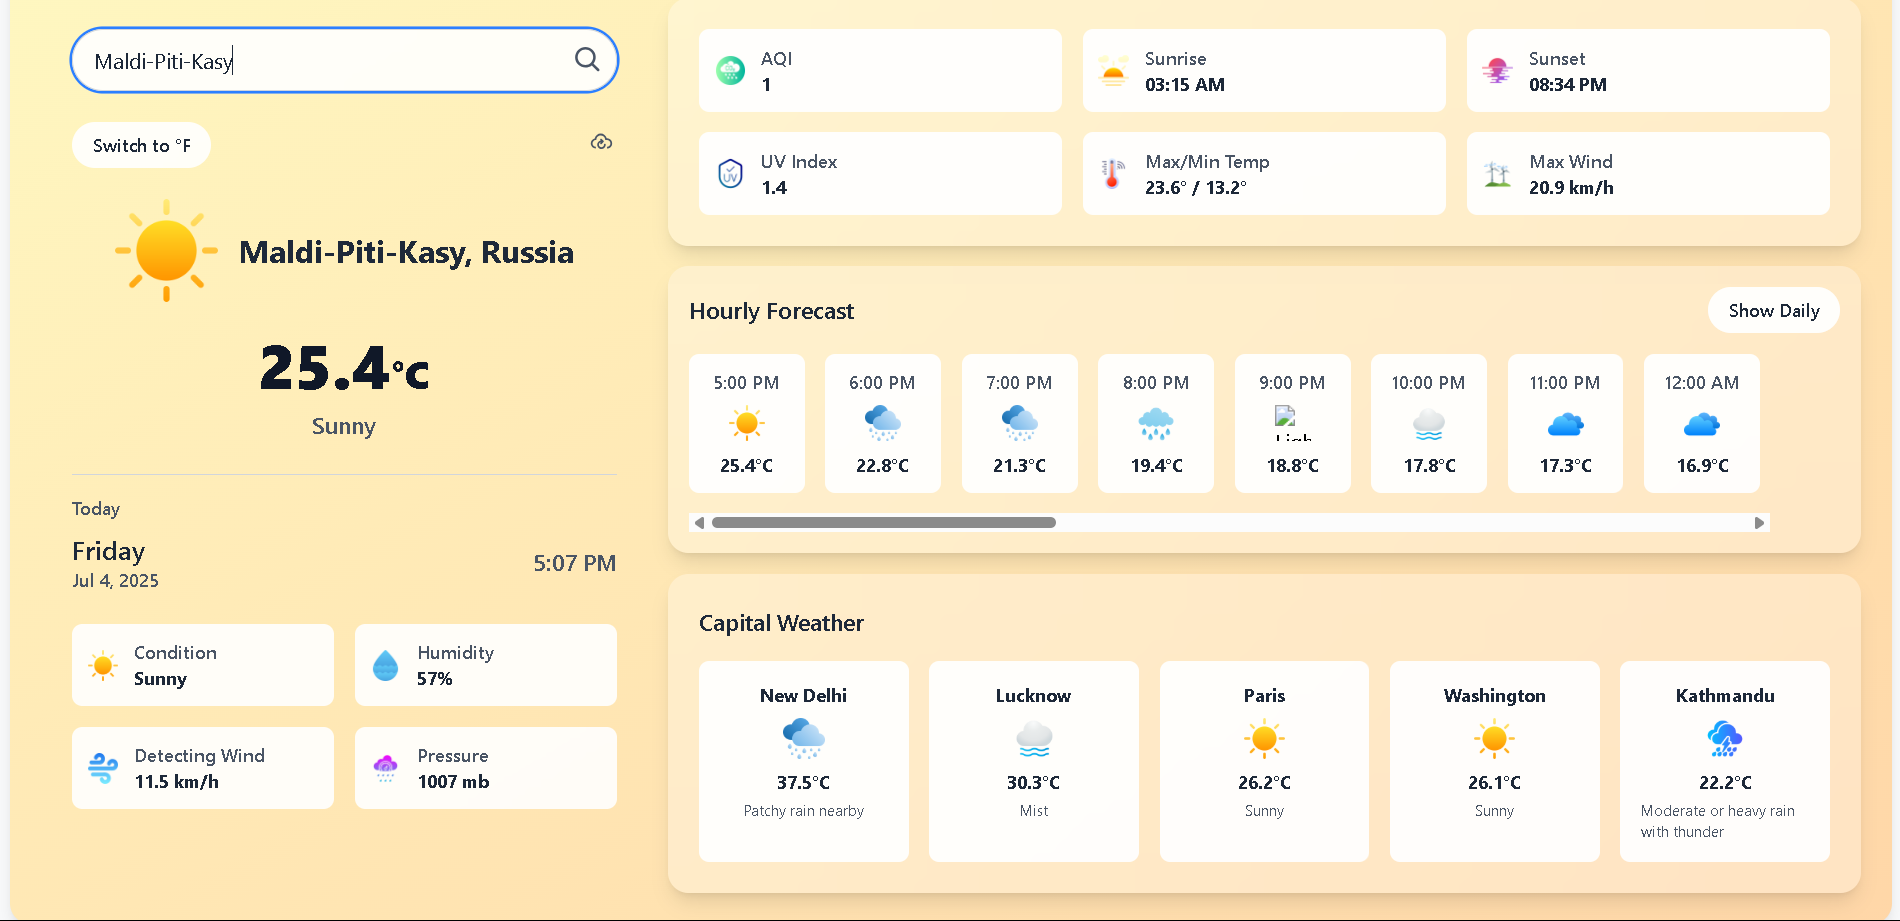 Maldi-Piti-Kasy
Switch to °F
Maldi-Piti-Kasy, Russia
25.4°C
Sunny
Today
Friday
Jul 4, 2025
5:07 PM
Condition
Sunny
Humidity
57%
Detecting Wind
11.5 km/h
Pressure
1007 mb
AQI
1
Sunrise
03:15 AM
Sunset
08:34 PM
UV Index
1.4
Max/Min Temp
23.6° / 13.2°
Max Wind
20.9 km/h
Hourly Forecast
Show Daily
5:00 PM
25.4°C
6:00 PM
22.8°C
7:00 PM
21.3°C
8:00 PM
19.4°C
9:00 PM
18.8°C
10:00 PM
17.8°C
11:00 PM
17.3°C
12:00 AM
16.9°C
Capital Weather
New Delhi
37.5°C
Patchy rain nearby
Lucknow
30.3°C
Mist
Paris
26.2°C
Sunny
Washington
26.1°C
Sunny
Kathmandu
22.2°C
Moderate or heavy rain
with thunder